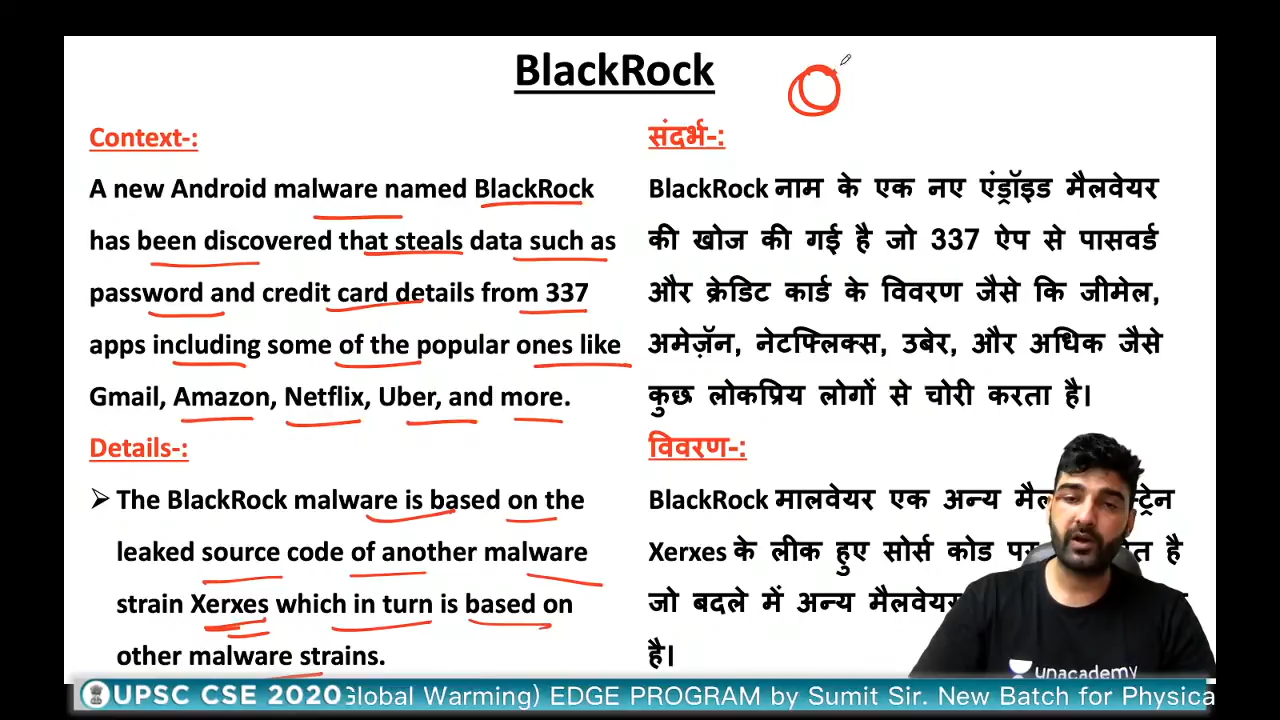 BlackRock
Context-:
A new Android malware named BlackRock
has been discovered that steals data such as
password and credit card details from 337
apps including some of the popular ones like
Gmail, Amazon, Netflix, Uber, and more.
Details-:
➢ The BlackRock malware is based on the
leaked source code of another malware
strain Xerxes which in turn is based on
other malware strains.
संदर्भ-:
BlackRock नाम के एक नए एंड्रॉइड मैलवेयर
की खोज की गई है जो 337 ऐप से पासवर्ड
और क्रेडिट कार्ड के विवरण जैसे कि जीमेल,
अमेज़ॅन, नेटफ्लिक्स, उबेर, और अधिक जैसे
कुछ लोकप्रिय लोगों से चोरी करता है।
विवरण-:
BlackRock मालवेयर एक अन्य
Xerxes के लीक हुए सोर्स कोड है
जो बदले में अन्य मैलवेयर
है।
unacademy
UPSC CSE 2020 Global Warming) EDGE PROGRAM by Sumit Sir. New Batch for Physica